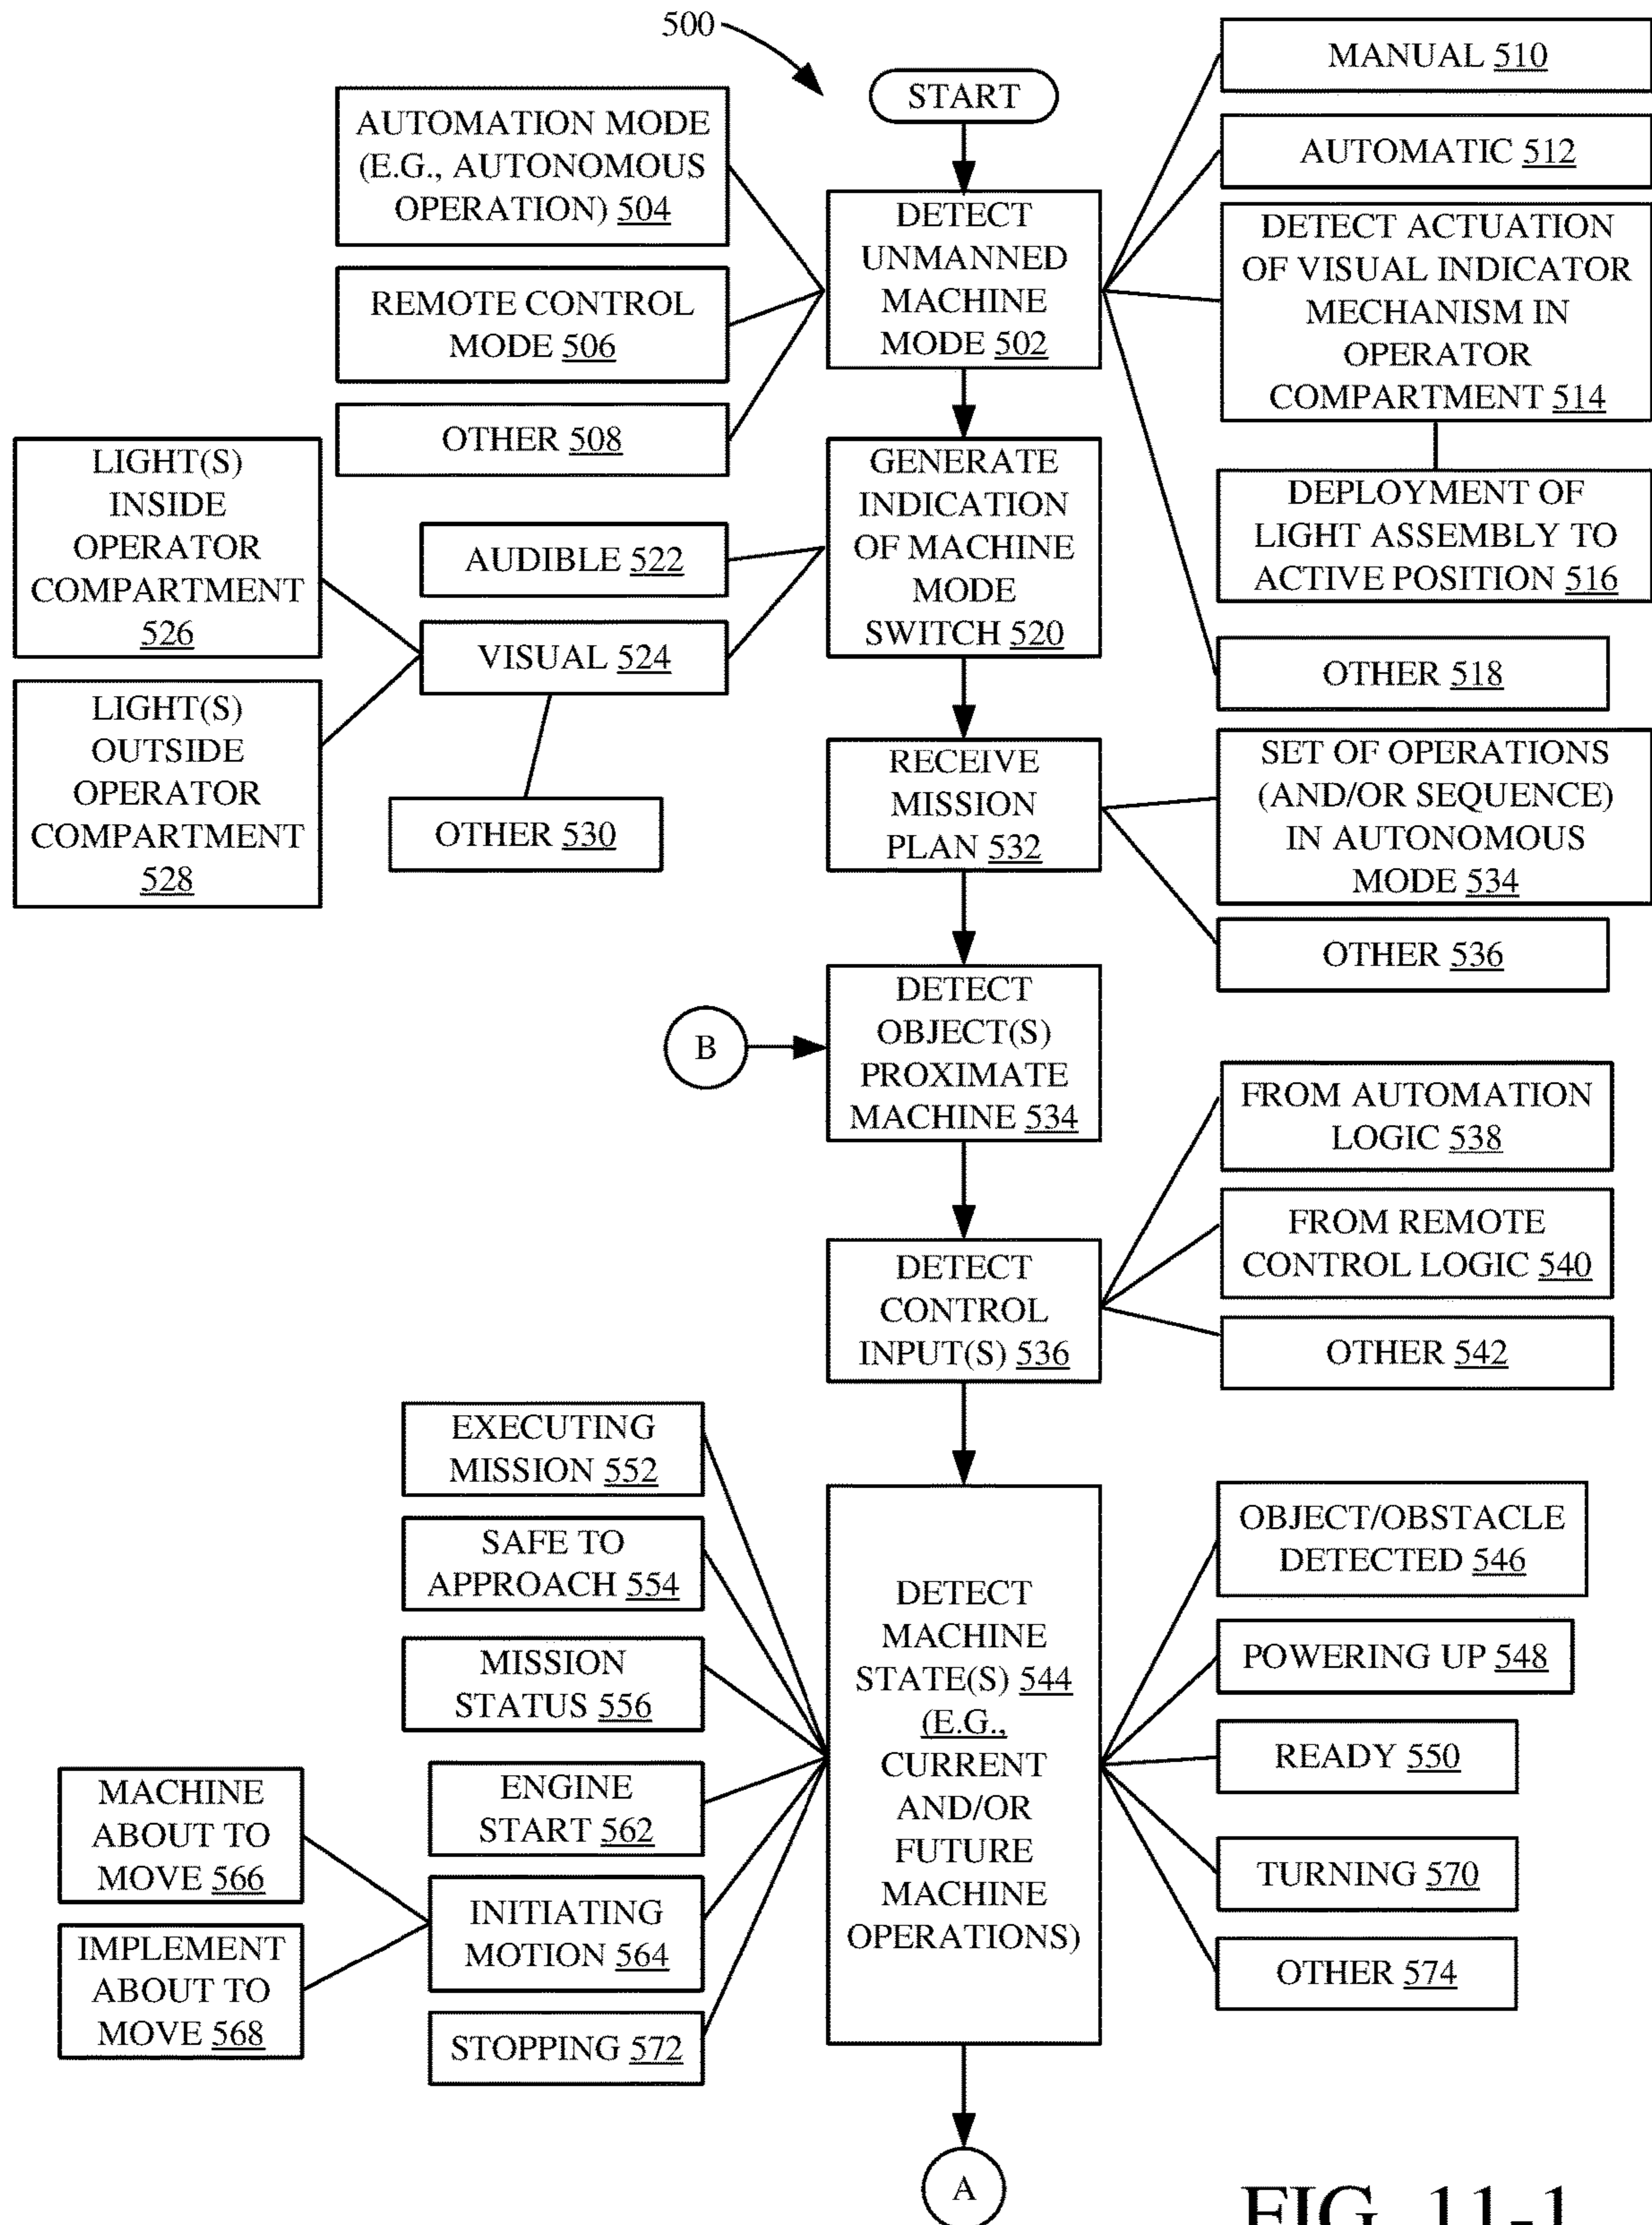 500
START
MANUAL 510
AUTOMATIC 512
AUTOMATION MODE
(E.G., AUTONOMOUS
OPERATION) 504
REMOTE CONTROL
MODE 506
OTHER 508
DETECT
UNMANNED
MACHINE
MODE 502
DETECT ACTUATION
OF VISUAL INDICATOR
MECHANISM IN
OPERATOR
COMPARTMENT 514
DEPLOYMENT OF
LIGHT ASSEMBLY TO
ACTIVE POSITION 516
OTHER 518
LIGHT(S)
INSIDE
OPERATOR
COMPARTMENT
526
LIGHT(S)
OUTSIDE
OPERATOR
COMPARTMENT
528
AUDIBLE 522
VISUAL 524
OTHER 530
GENERATE
INDICATION
OF MACHINE
MODE
SWITCH 520
RECEIVE
MISSION
PLAN 532
SET OF OPERATIONS
(AND/OR SEQUENCE)
IN AUTONOMOUS
MODE 534
OTHER 536
B
DETECT
OBJECT(S)
PROXIMATE
MACHINE 534
DETECT
CONTROL
INPUT(S) 536
FROM AUTOMATION
LOGIC 538
FROM REMOTE
CONTROL LOGIC 540
OTHER 542
EXECUTING
MISSION 552
SAFE TO
APPROACH 554
MISSION
STATUS 556
ENGINE
START 562
INITIATING
MOTION 564
STOPPING 572
MACHINE
ABOUT TO
MOVE 566
IMPLEMENT
ABOUT TO
MOVE 568
DETECT
MACHINE
STATE(S) 544
(E.G.,
CURRENT
AND/OR
FUTURE
MACHINE
OPERATIONS)
OBJECT/OBSTACLE
DETECTED 546
POWERING UP 548
READY 550
TURNING 570
OTHER 574
A
FIG. 11-1